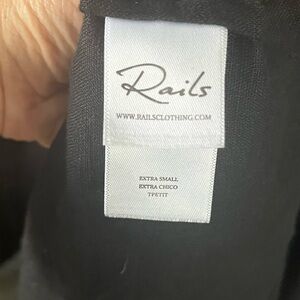 Rails
WWW.RAILSCLOTHING.COM
EXTRA SMALL
EXTRA CHICO
TPETIT